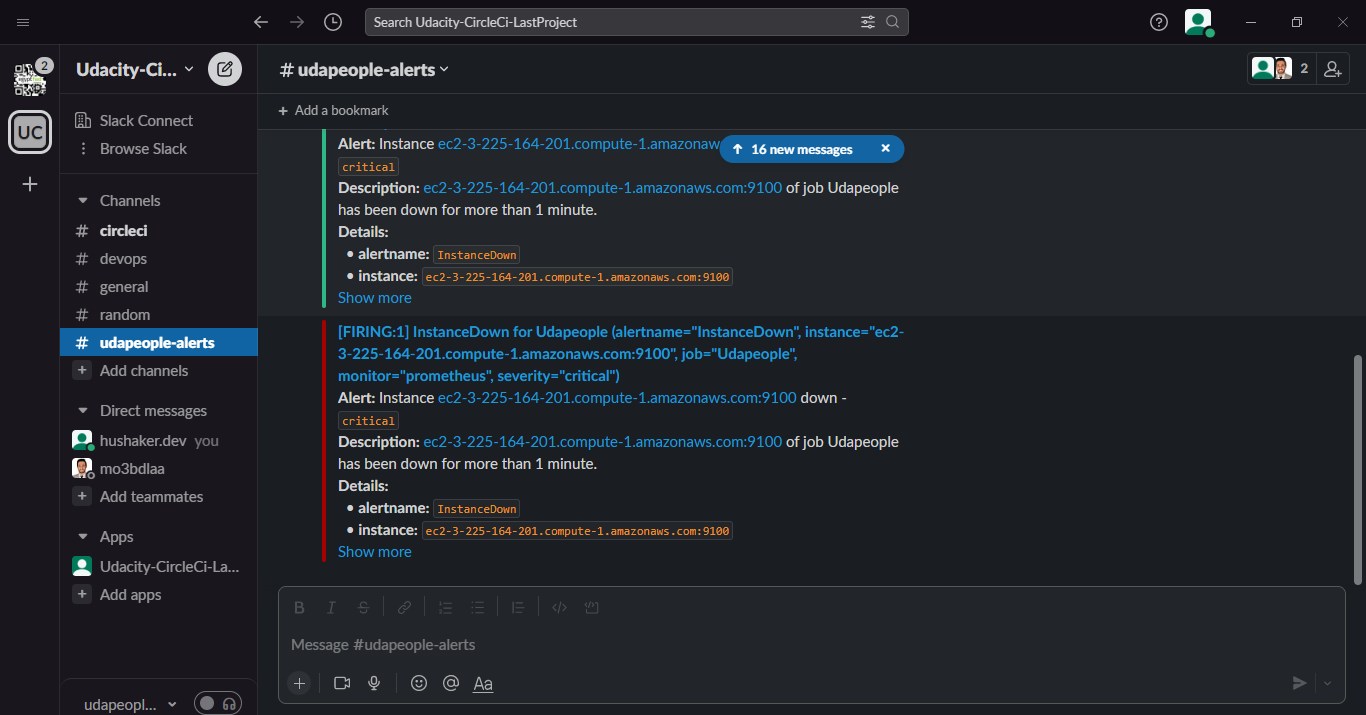 Search Udacity-CircleCi-LastProject
2
Udacity-Ci...
# udapeople-alerts
2
UC
Add a bookmark
Slack Connect
Browse Slack
Channels
# circleci
# devops
# general
# random
# udapeople-alerts
+ Add channels
Direct messages
hushaker.dev you
mo3bdlaa
+ Add teammates
Apps
Udacity-CircleCi-La...
+ Add apps
udapeopl...
16 new messages
Alert: Instance ec2-3-225-164-201.compute-1.amazonaw
critical
Description: ec2-3-225-164-201.compute-1.amazonaws.com:9100 of job Udapeople
has been down for more than 1 minute.
Details:
• alertname: InstanceDown
• instance: ec2-3-225-164-201.compute-1.amazonaws.com:9100
Show more
[FIRING:1] InstanceDown for Udapeople (alertname="InstanceDown", instance="ec2-
3-225-164-201.compute-1.amazonaws.com:9100", job="Udapeople",
monitor="prometheus", severity="critical")
Alert: Instance ec2-3-225-164-201.compute-1.amazonaws.com:9100 down -
critical
Description: ec2-3-225-164-201.compute-1.amazonaws.com:9100 of job Udapeople
has been down for more than 1 minute.
Details:
• alertname: InstanceDown
• instance: ec2-3-225-164-201.compute-1.amazonaws.com:9100
Show more
B I S
Message #udapeople-alerts
+ @ Aa